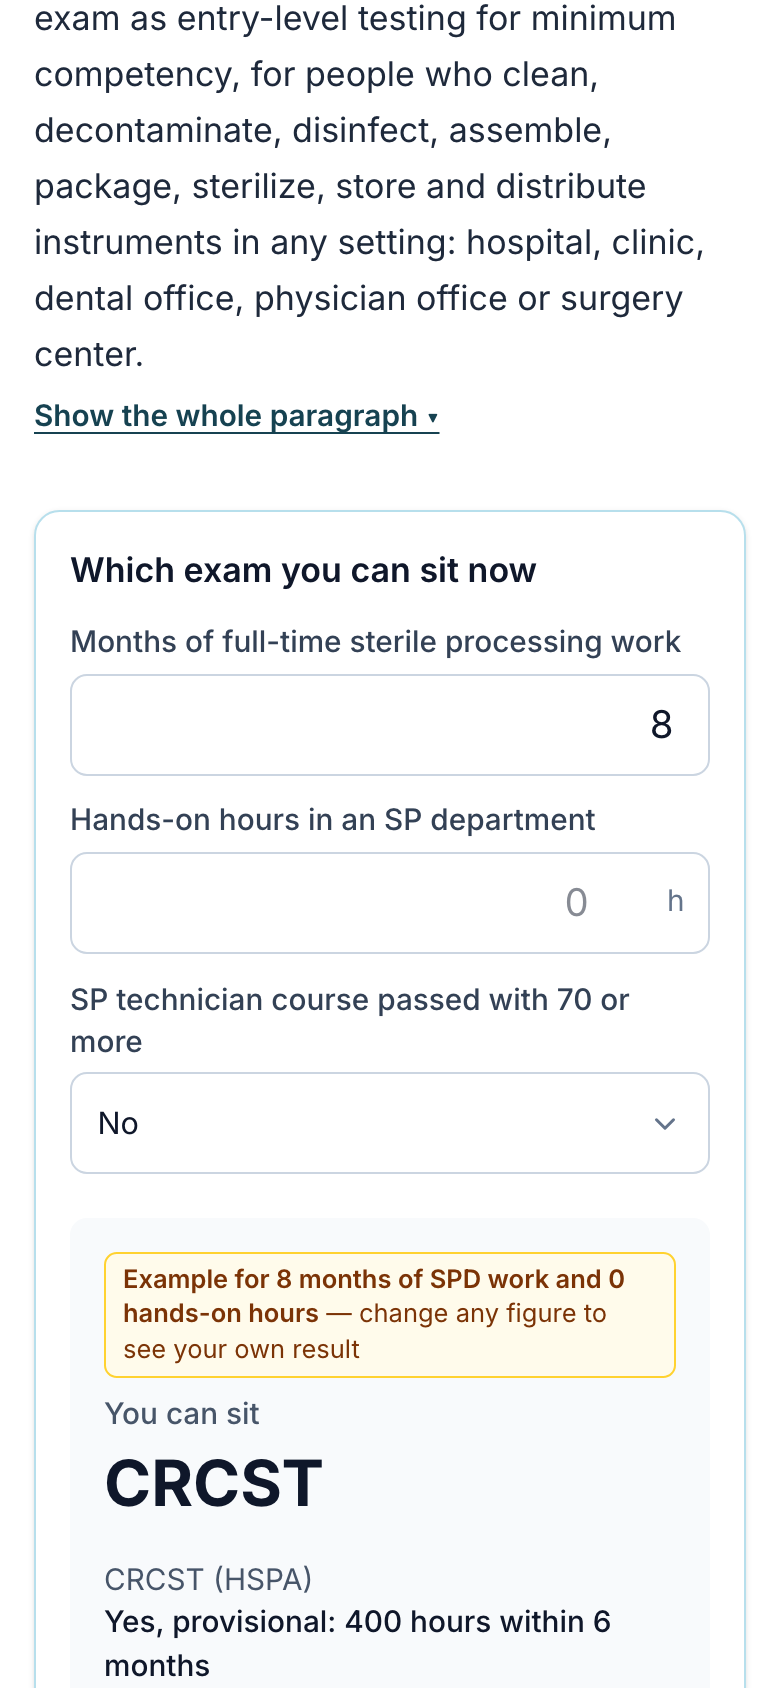 exam as entry-level testing for minimum
competency, for people who clean,
decontaminate, disinfect, assemble,
package, sterilize, store and distribute
instruments in any setting: hospital, clinic,
dental office, physician office or surgery
center.
Show the whole paragraph ▾
Which exam you can sit now
Months of full-time sterile processing work
8
Hands-on hours in an SP department
0 h
SP technician course passed with 70 or
more
No
Example for 8 months of SPD work and 0
hands-on hours — change any figure to
see your own result
You can sit
CRCST
CRCST (HSPA)
Yes, provisional: 400 hours within 6
months